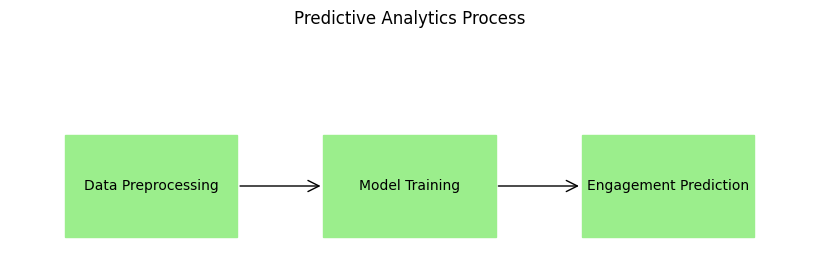 Predictive Analytics Process
Data Preprocessing
Model Training
Engagement Prediction